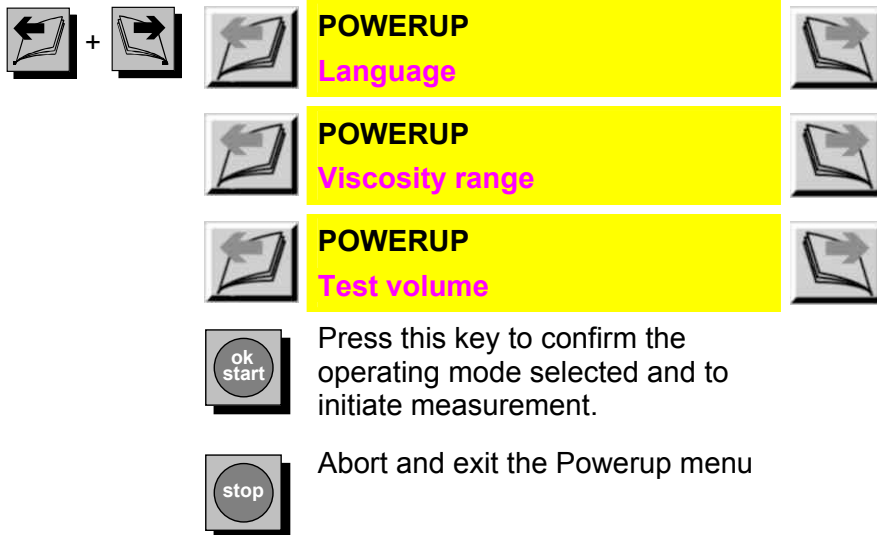 +
POWERUP
Language
POWERUP
Viscosity range
POWERUP
Test volume
ok
start
Press this key to confirm the
operating mode selected and to
initiate measurement.
stop
Abort and exit the Powerup menu